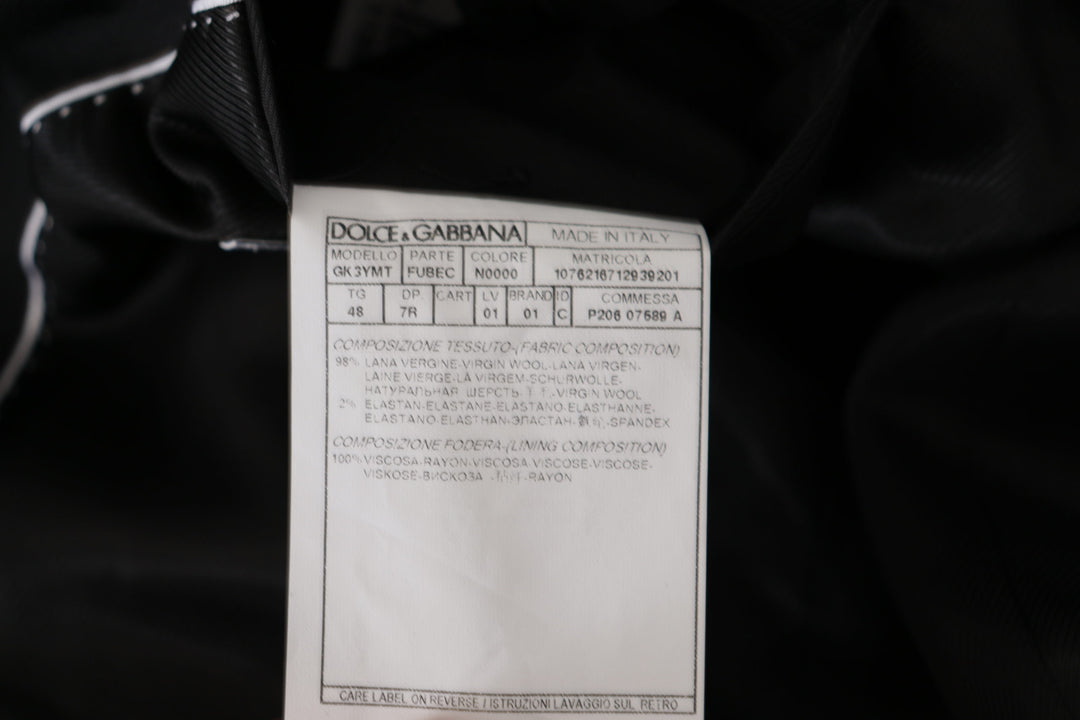 DOLCE & GABBANA MADE IN ITALY
MODELLO PARTE COLORE MATRICOLA
GK3YMT FUBEC N0000 1076216712939201
TG DP. CART LV BRAND ID COMMESSA
48 7R 01 01 C P206 07589 A
COMPOSIZIONE TESSUTO-(FABRIC COMPOSITION)
98% LANA VERGINE-VIRGIN WOOL-LANA VIRGEN-
LAINE VIERGE-LÃ VIRGEM-SCHURWOLLE-
НАТУРАЛЬНАЯ ШЕРСТЬ- VIRGIN WOOL
2% ELASTAN-ELASTANE-ELASTANO-ELASTHANNE-
ELASTANO-ELASTHAN-ЭЛАСТАН- -SPANDEX
COMPOSIZIONE FODERA-(LINING COMPOSITION)
100% VISCOSA-RAYON-VISCOSA-VISCOSE-VISCOSE-
VISKOSE-ВИСКОЗА - -RAYON
CARE LABEL ON REVERSE / ISTRUZIONI LAVAGGIO SUL RETRO